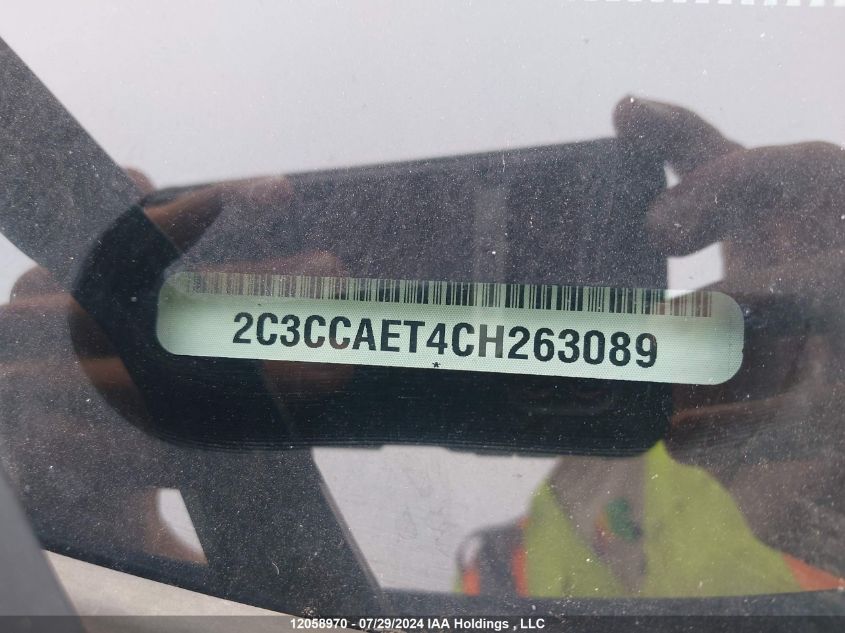 2C3CCAET4CH263089
*
12058970 - 07/29/2024 IAA Holdings , LLC